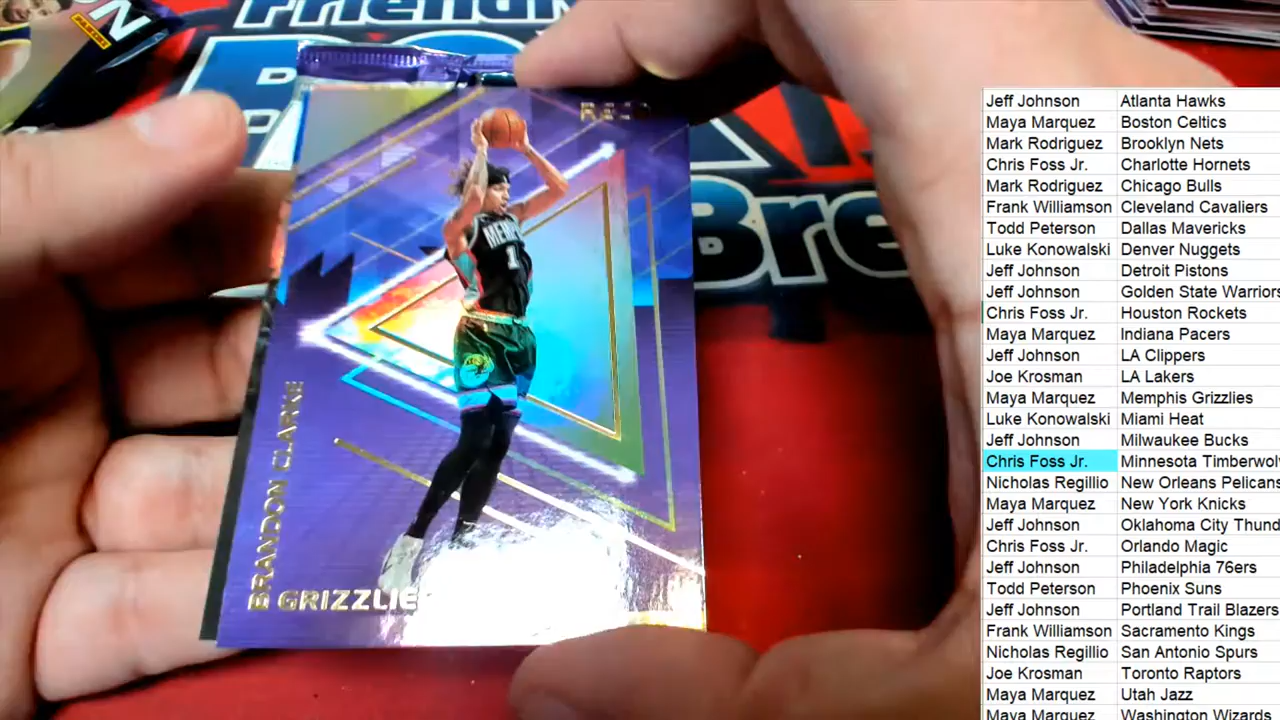 Friendly
Bre
PANINI
MEMP
1
BRANDON CLARKE
GRIZZLIE
Jeff Johnson Atlanta Hawks
Maya Marquez Boston Celtics
Mark Rodriguez Brooklyn Nets
Chris Foss Jr. Charlotte Hornets
Mark Rodriguez Chicago Bulls
Frank Williamson Cleveland Cavaliers
Todd Peterson Dallas Mavericks
Luke Konowalski Denver Nuggets
Jeff Johnson Detroit Pistons
Jeff Johnson Golden State Warriors
Chris Foss Jr. Houston Rockets
Maya Marquez Indiana Pacers
Jeff Johnson LA Clippers
Joe Krosman LA Lakers
Maya Marquez Memphis Grizzlies
Luke Konowalski Miami Heat
Jeff Johnson Milwaukee Bucks
Chris Foss Jr. Minnesota Timberwol
Nicholas Regillio New Orleans Pelicans
Maya Marquez New York Knicks
Jeff Johnson Oklahoma City Thund
Chris Foss Jr. Orlando Magic
Jeff Johnson Philadelphia 76ers
Todd Peterson Phoenix Suns
Jeff Johnson Portland Trail Blazers
Frank Williamson Sacramento Kings
Nicholas Regillio San Antonio Spurs
Joe Krosman Toronto Raptors
Maya Marquez Utah Jazz
Maya Marquez Washington Wizards